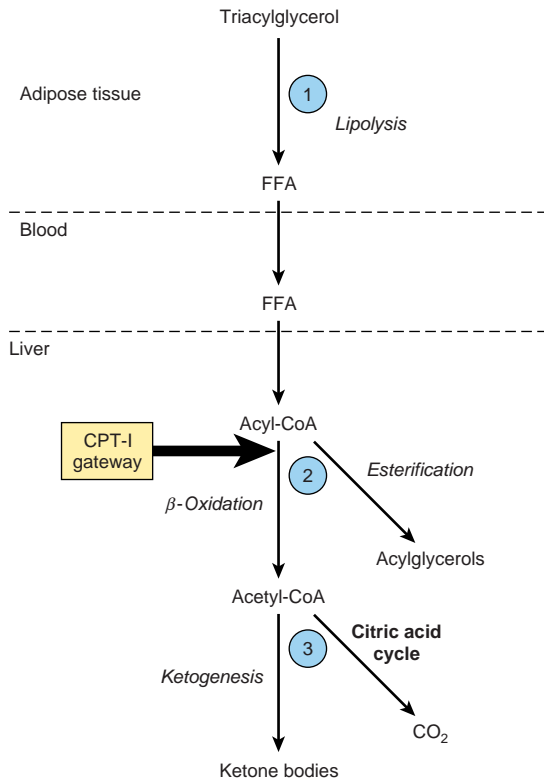 Triacylglycerol
Adipose tissue
1
Lipolysis
FFA
Blood
FFA
Liver
Acyl-CoA
CPT-I
gateway
2
Esterification
β-Oxidation
Acylglycerols
Acetyl-CoA
Citric acid
cycle
3
Ketogenesis
CO₂
Ketone bodies